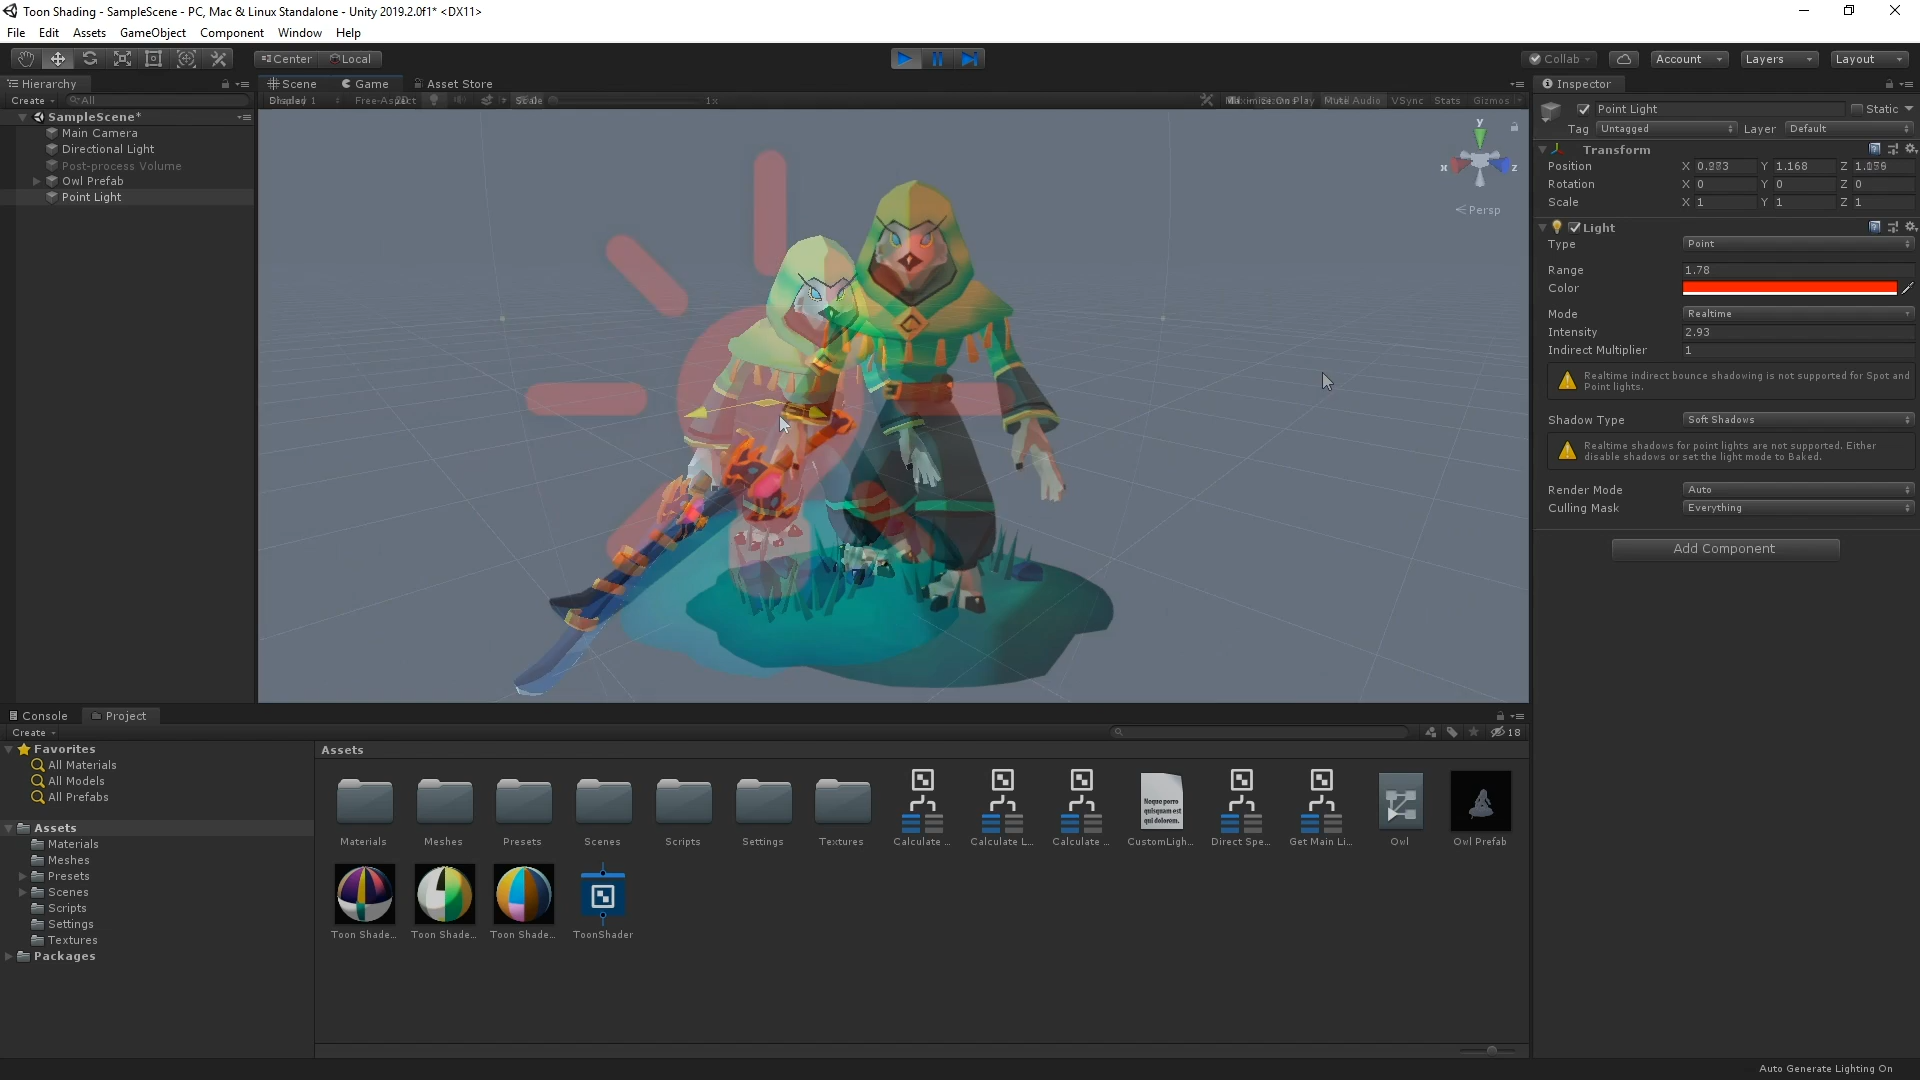 Toon Shading - SampleScene - PC, Mac & Linux Standalone - Unity 2019.2.0f1* <DX11>
File Edit Assets GameObject Component Window Help
Center Local
Collab Account Layers Layout
Hierarchy
Create All
SampleScene*
Main Camera
Directional Light
Post-process Volume
Owl Prefab
Point Light
Scene Game Asset Store
Free-Aspect Scale 1x Mute Audio VSync Stats Gizmos
y
x z
Persp
Inspector
Point Light Static
Tag Untagged Layer Default
Transform
Position X Y 1.168 Z
Rotation X 0 Y 0 Z 0
Scale X 1 Y 1 Z 1
Light
Type Point
Range 1.78
Color
Mode Realtime
Intensity 2.93
Indirect Multiplier 1
Realtime indirect bounce shadowing is not supported for Spot and
Point lights.
Shadow Type Soft Shadows
Realtime shadows for point lights are not supported. Either
disable shadows or set the light mode to Baked.
Render Mode Auto
Culling Mask Everything
Add Component
Console Project
Create 18
Favorites
All Materials
All Models
All Prefabs
Assets
Materials
Meshes
Presets
Scenes
Scripts
Settings
Textures
Packages
Assets
Neque porro
quisquam est
qui dolorem.
Materials Meshes Presets Scenes Scripts Settings Textures Calculate ... Calculate L... Calculate ... CustomLigh... Direct Spe... Get Main Li... Owl Owl Prefab
Toon Shade... Toon Shade... Toon Shade... ToonShader
Auto Generate Lighting On